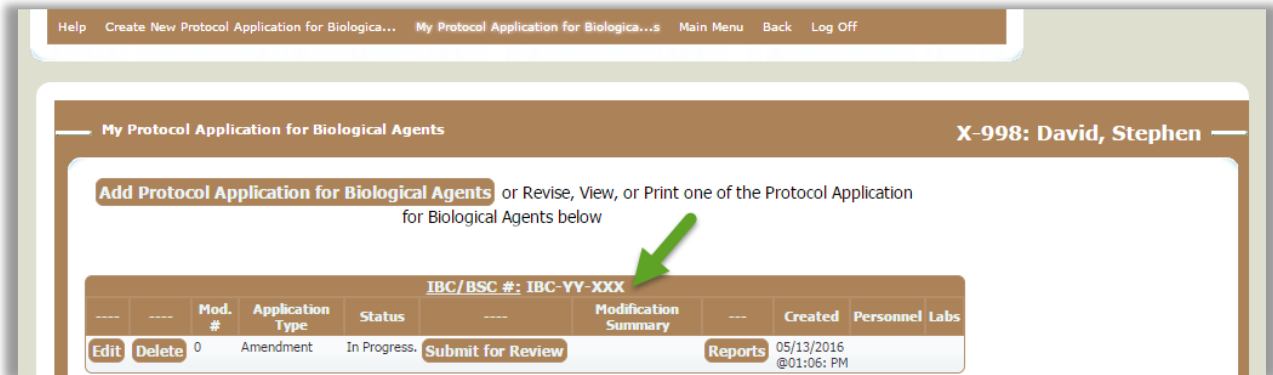 Help Create New Protocol Application for Biologica... My Protocol Application for Biologica...s Main Menu Back Log Off
My Protocol Application for Biological Agents X-998: David, Stephen
Add Protocol Application for Biological Agents or Revise, View, or Print one of the Protocol Application
for Biological Agents below
IBC/BSC #: IBC-YY-XXX
---- ---- Mod. # Application Type Status ---- Modification Summary --- Created Personnel Labs
Edit Delete 0 Amendment In Progress. Submit for Review Reports 05/13/2016 @01:06: PM